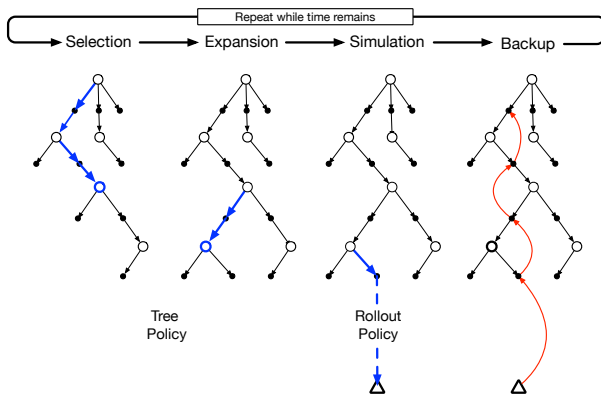 Repeat while time remains
Selection
Expansion
Simulation
Backup
Tree
Policy
Rollout
Policy